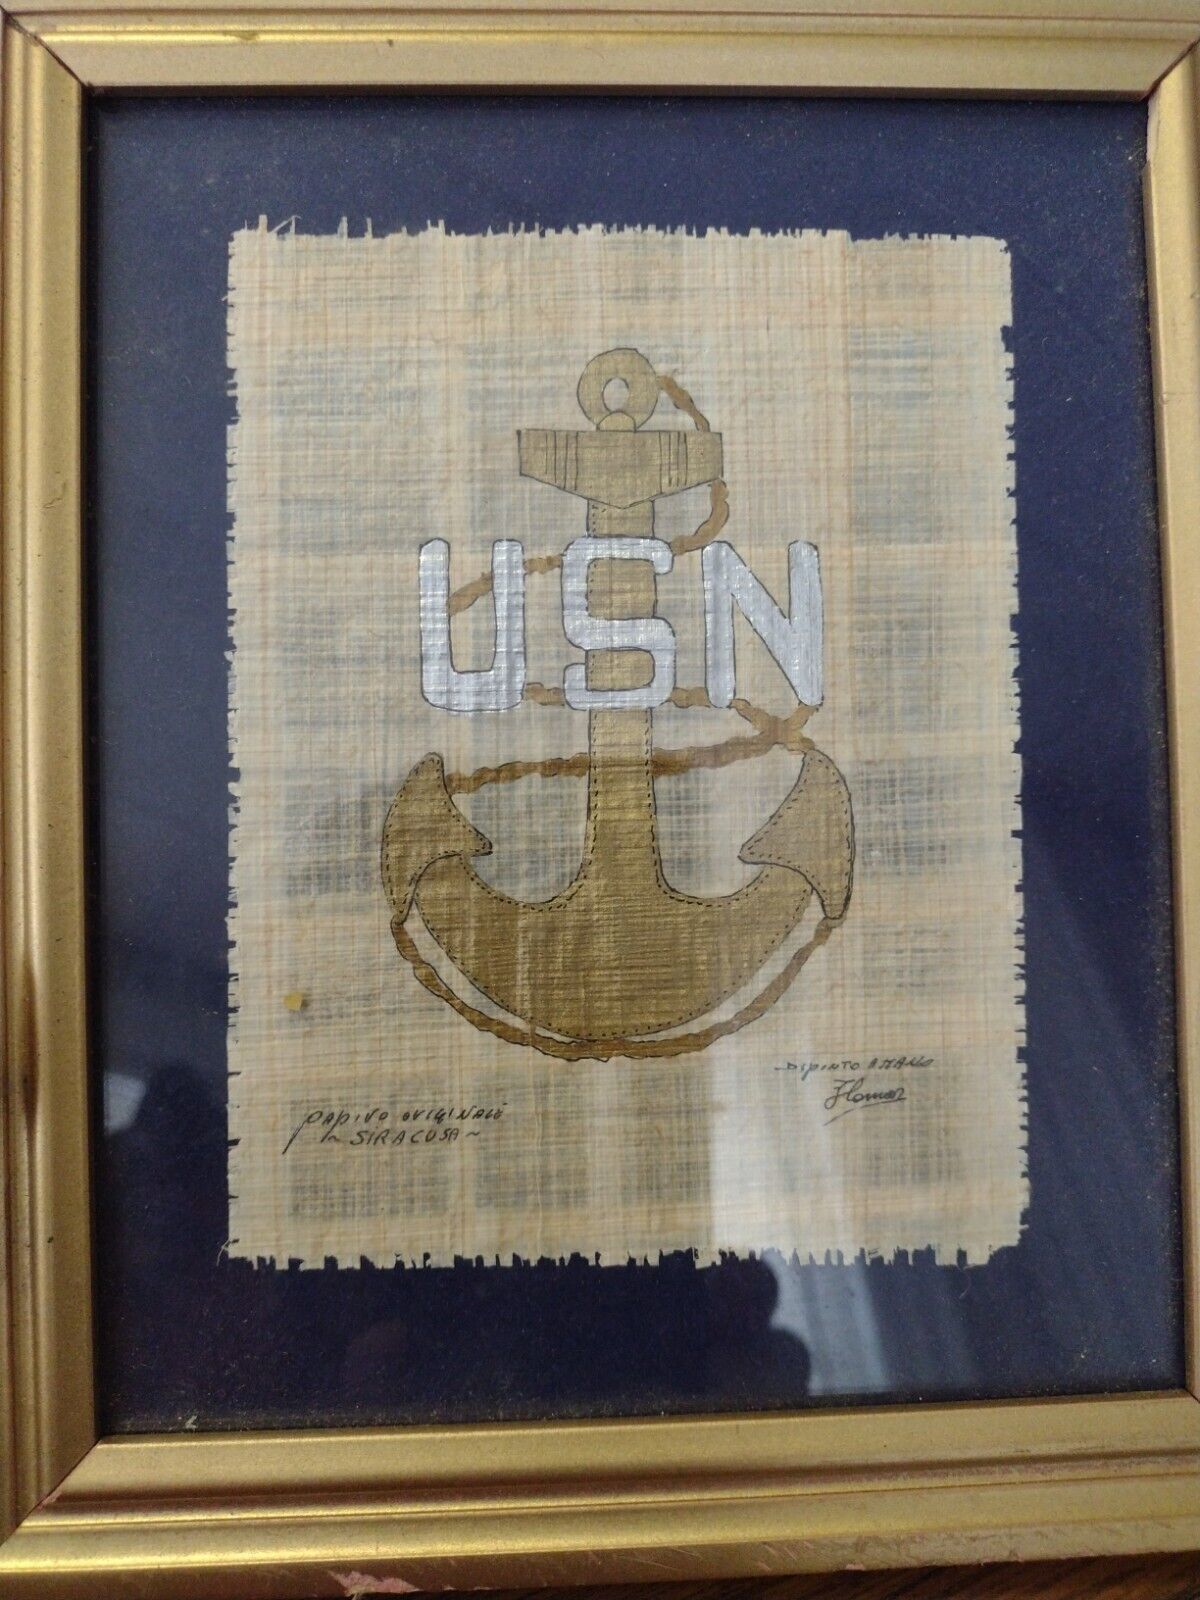 USN
DIPINTO A MANO
PAPIRO ORIGINALE
~ SIRACUSA ~